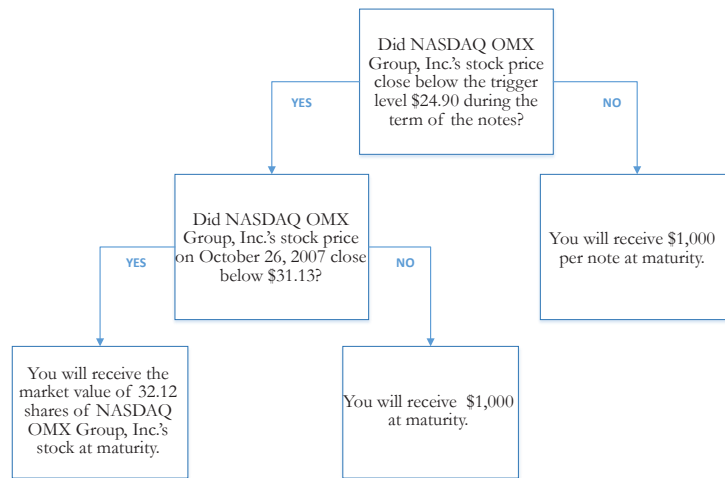 Did NASDAQ OMX
Group, Inc.'s stock price
close below the trigger
level $24.90 during the
term of the notes?
YES
NO
Did NASDAQ OMX
Group, Inc.'s stock price
on October 26, 2007 close
below $31.13?
You will receive $1,000
per note at maturity.
YES
NO
You will receive the
market value of 32.12
shares of NASDAQ
OMX Group, Inc.'s
stock at maturity.
You will receive $1,000
at maturity.